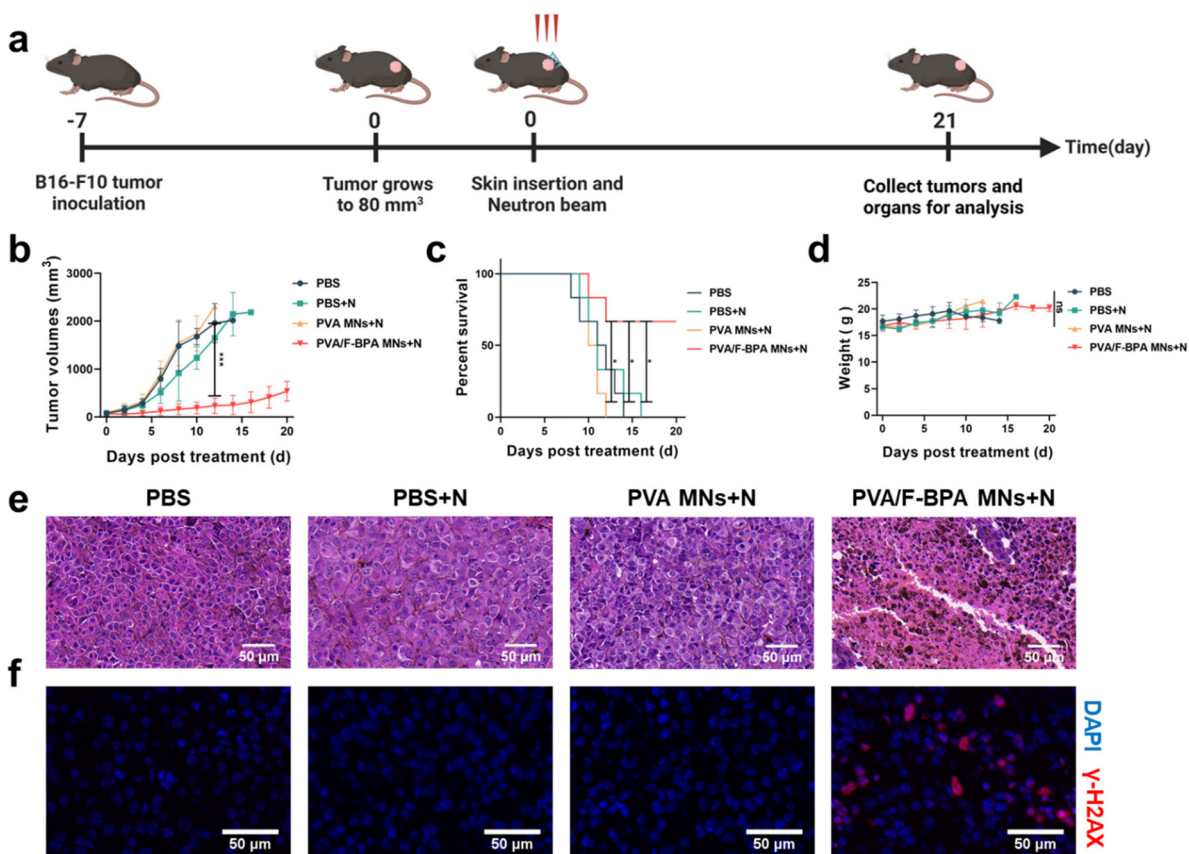 a
-7
0
0
21
Time(day)
B16-F10 tumor
inoculation
Tumor grows
to 80 mm³
Skin insertion and
Neutron beam
Collect tumors and
organs for analysis
b
Tumor volumes (mm³)
3000
2000
1000
0
0
5
10
15
20
Days post treatment (d)
***
PBS
PBS+N
PVA MNs+N
PVA/F-BPA MNs+N
c
Percent survival
100
50
0
0
5
10
15
20
Days post treatment (d)
*
*
*
PBS
PBS+N
PVA MNs+N
PVA/F-BPA MNs+N
d
Weight ( g )
25
20
15
10
5
0
0
5
10
15
20
Days post treatment (d)
PBS
PBS+N
PVA MNs+N
PVA/F-BPA MNs+N
ns
e
PBS
PBS+N
PVA MNs+N
PVA/F-BPA MNs+N
50 μm
50 μm
50 μm
50 μm
f
50 μm
50 μm
50 μm
50 μm
DAPI
γ-H2AX